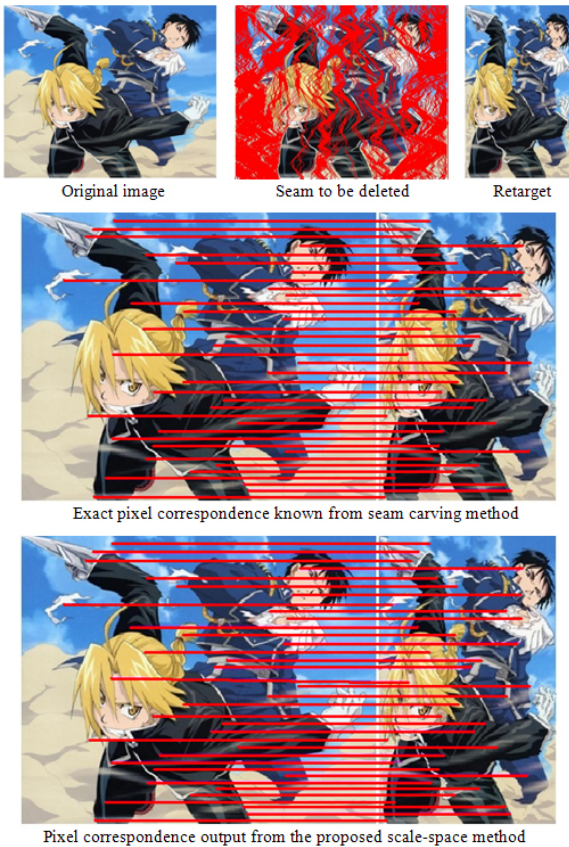 Original image
Seam to be deleted
Retarget
Exact pixel correspondence known from seam carving method
Pixel correspondence output from the proposed scale-space method